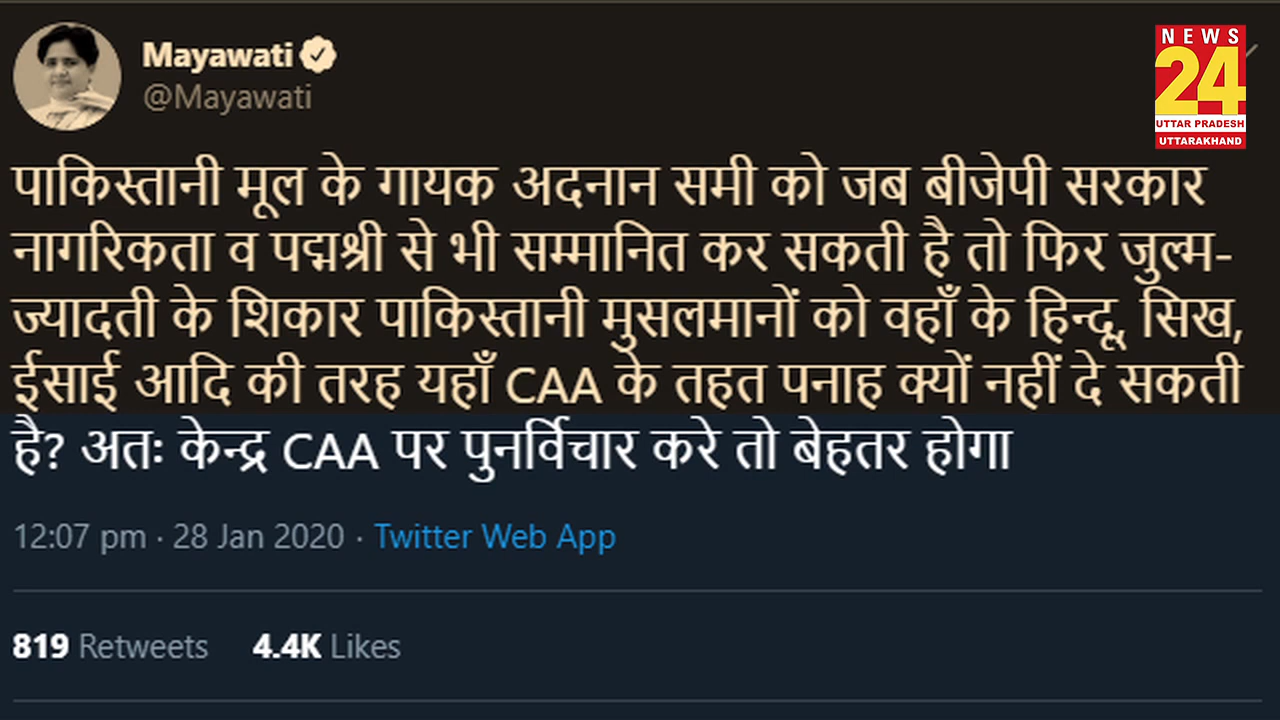 Mayawati
@Mayawati
NEWS
24
UTTAR PRADESH
UTTARAKHAND
पाकिस्तानी मूल के गायक अदनान समी को जब बीजेपी सरकार
नागरिकता व पद्मश्री से भी सम्मानित कर सकती है तो फिर जुल्म-
ज्यादती के शिकार पाकिस्तानी मुसलमानों को वहाँ के हिन्दू, सिख,
ईसाई आदि की तरह यहाँ CAA के तहत पनाह क्यों नहीं दे सकती
है? अतः केन्द्र CAA पर पुनर्विचार करे तो बेहतर होगा
12:07 pm · 28 Jan 2020 · Twitter Web App
819 Retweets 4.4K Likes